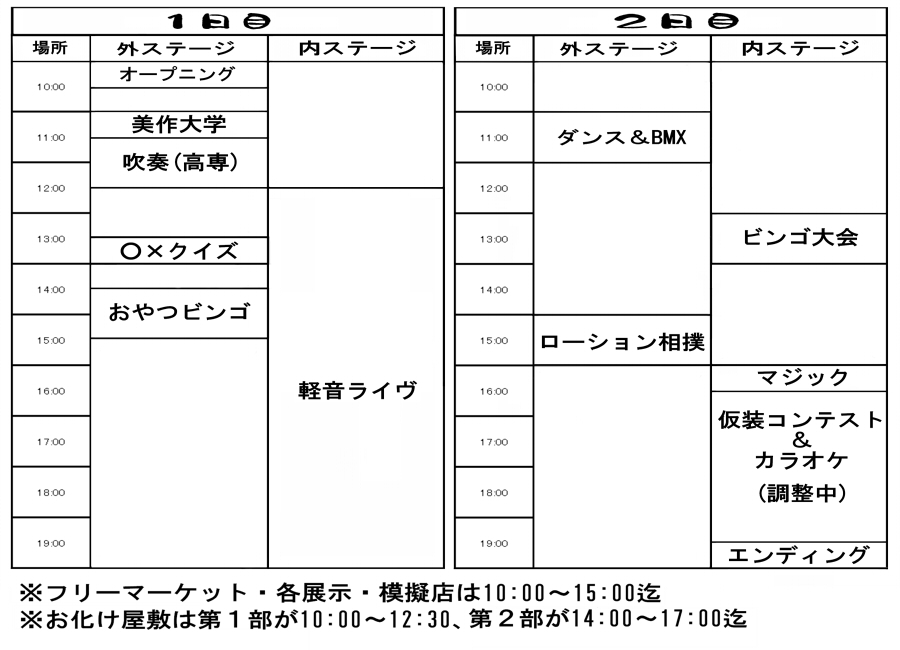 1日目
場所 外ステージ 内ステージ
オープニング
10:00
美作大学
11:00
吹奏(高専)
12:00
13:00
〇×クイズ
14:00
おやつビンゴ
15:00
軽音ライヴ
16:00
17:00
18:00
19:00
2日目
場所 外ステージ 内ステージ
10:00
11:00 ダンス&BMX
12:00
13:00 ビンゴ大会
14:00
15:00 ローション相撲
マジック
16:00
仮装コンテスト
&
カラオケ
17:00
(調整中)
18:00
19:00
エンディング
※フリーマーケット・各展示・模擬店は10:00～15:00迄
※お化け屋敷は第1部が10:00～12:30、第2部が14:00～17:00迄